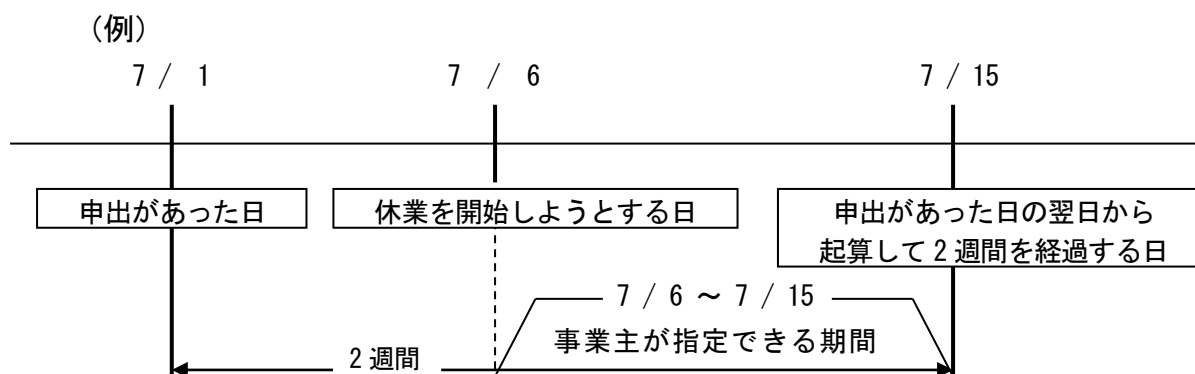 (例)
7 / 1
7 / 6
7 / 15
申出があった日
休業を開始しようとする日
申出があった日の翌日から
起算して2週間を経過する日
7 / 6 ～ 7 / 15
事業主が指定できる期間
2週間